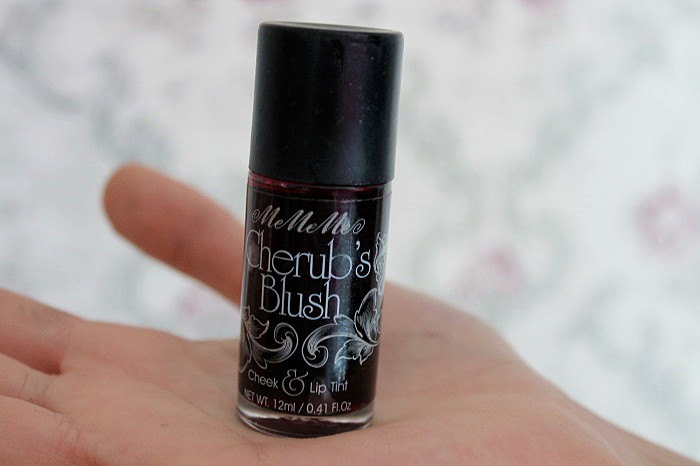 MeMeMe
Cherub's
Blush
Cheek & Lip Tint
NET WT. 12ml / 0.41 Fl.Oz